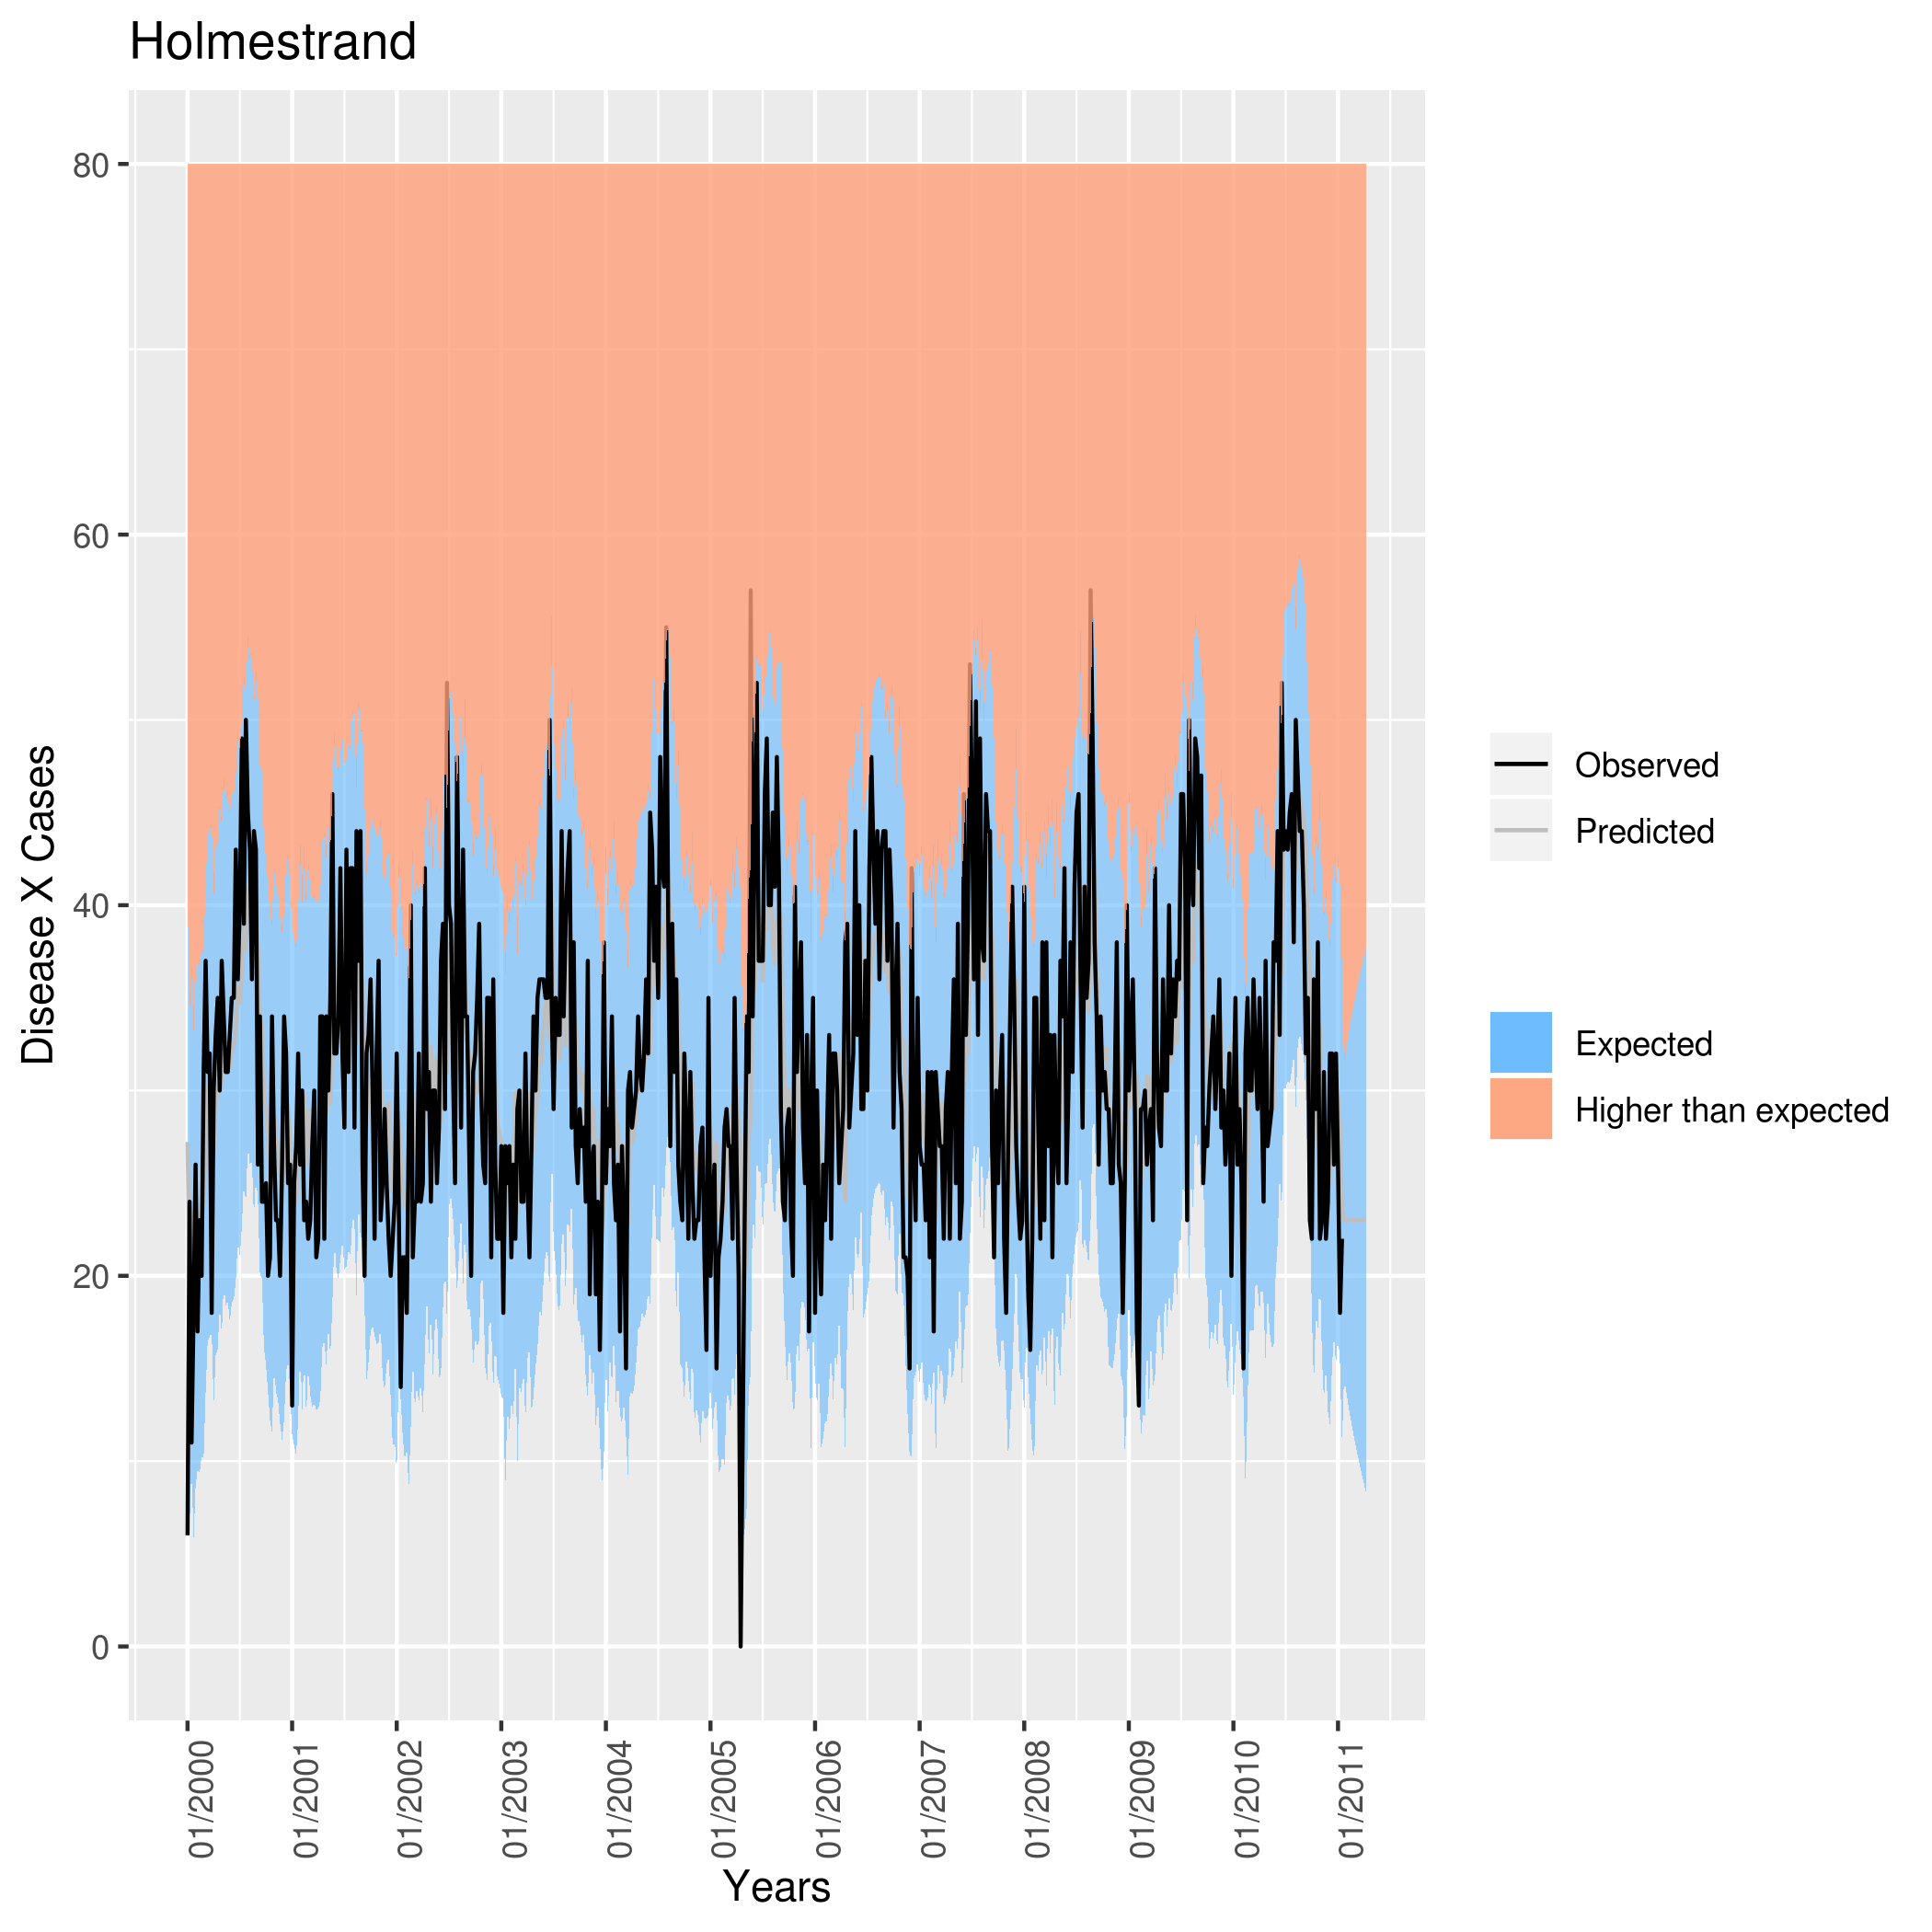 Holmestrand
Disease X Cases
80
60
40
20
0
01/2000
01/2001
01/2002
01/2003
01/2004
01/2005
01/2006
01/2007
01/2008
01/2009
01/2010
01/2011
Years
Observed
Predicted
Expected
Higher than expected